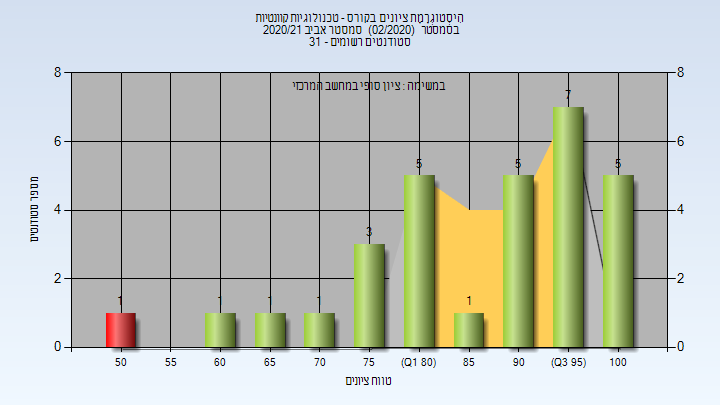 היסטוגרמת ציונים בקורס - טכנולוגיות קוונטיות
בסמסטר (02/2020) סמסטר אביב 2020/21
סטודנטים רשומים - 31
במשימה : ציון סופי במחשב המרכזי
8 8
7
6 6
5 5 5
4 4
3
2 2
1 1 1 1 1
0 0
מספר סטודנטים
50 55 60 65 70 75 (Q1 80) 85 90 (Q3 95) 100
טווח ציונים